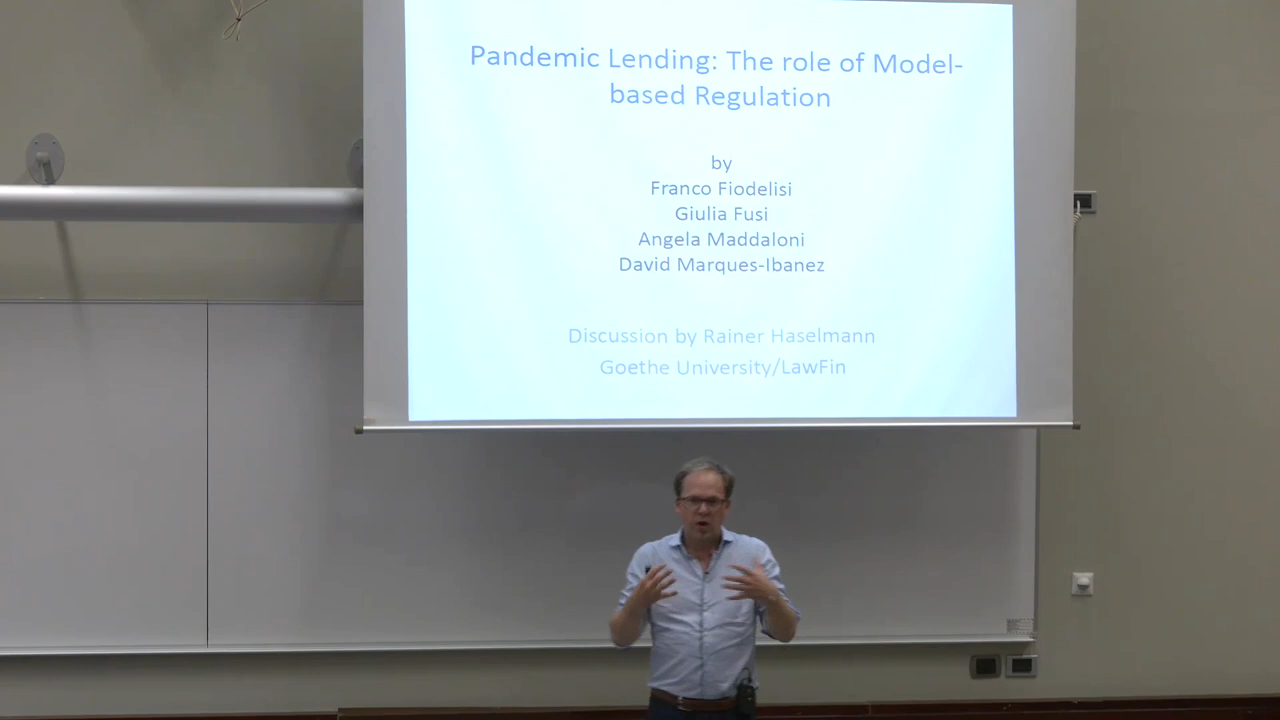 Pandemic Lending: The role of Model-
based Regulation
by
Franco Fiodelisi
Giulia Fusi
Angela Maddaloni
David Marques-Ibanez
Discussion by Rainer Haselmann
Goethe University/LawFin